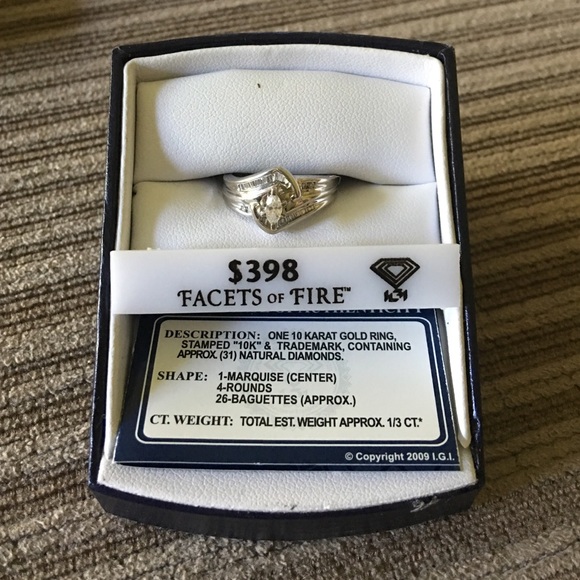 $398
FACETS OF FIRE™
IGI
AUTHENTICITY
DESCRIPTION: ONE 10 KARAT GOLD RING,
STAMPED "10K" & TRADEMARK, CONTAINING
APPROX. (31) NATURAL DIAMONDS.
SHAPE: 1-MARQUISE (CENTER)
4-ROUNDS
26-BAGUETTES (APPROX.)
CT. WEIGHT: TOTAL EST. WEIGHT APPROX. 1/3 CT.*
© Copyright 2009 I.G.I.